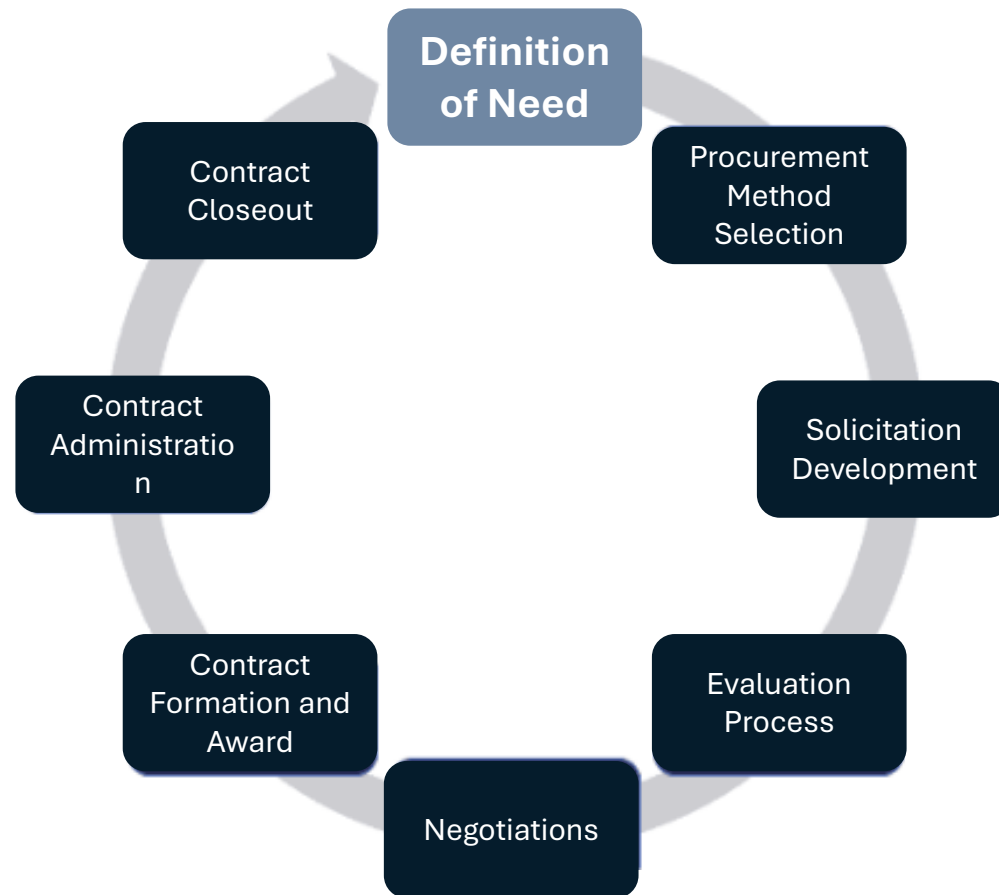 Definition
of Need
Procurement
Method
Selection
Solicitation
Development
Evaluation
Process
Negotiations
Contract
Formation and
Award
Contract
Administratio
n
Contract
Closeout